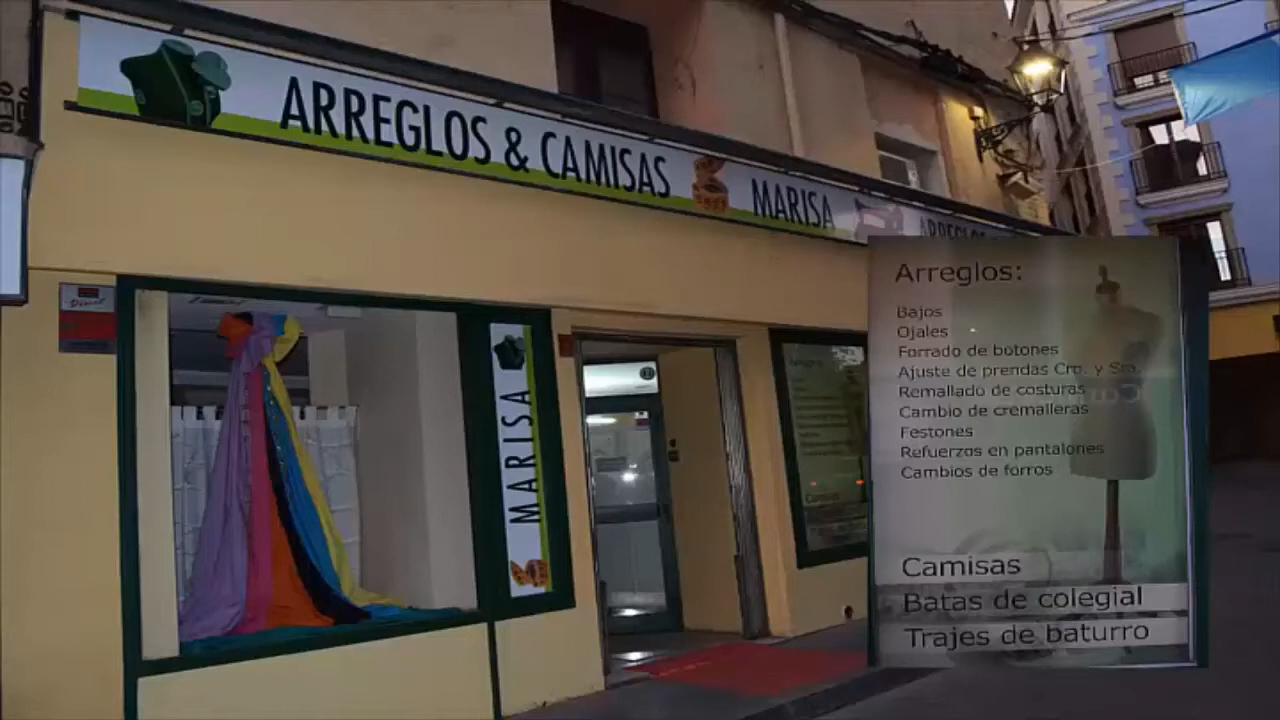 ARREGLOS & CAMISAS MARISA ARREGLOS
MARISA
Arreglos:
Bajos
Ojales
Forrado de botones
Ajuste de prendas Cro. y Sra.
Remallado de costuras
Cambio de cremalleras
Festones
Refuerzos en pantalones
Cambios de forros
Camisas
Batas de colegial
Trajes de baturro